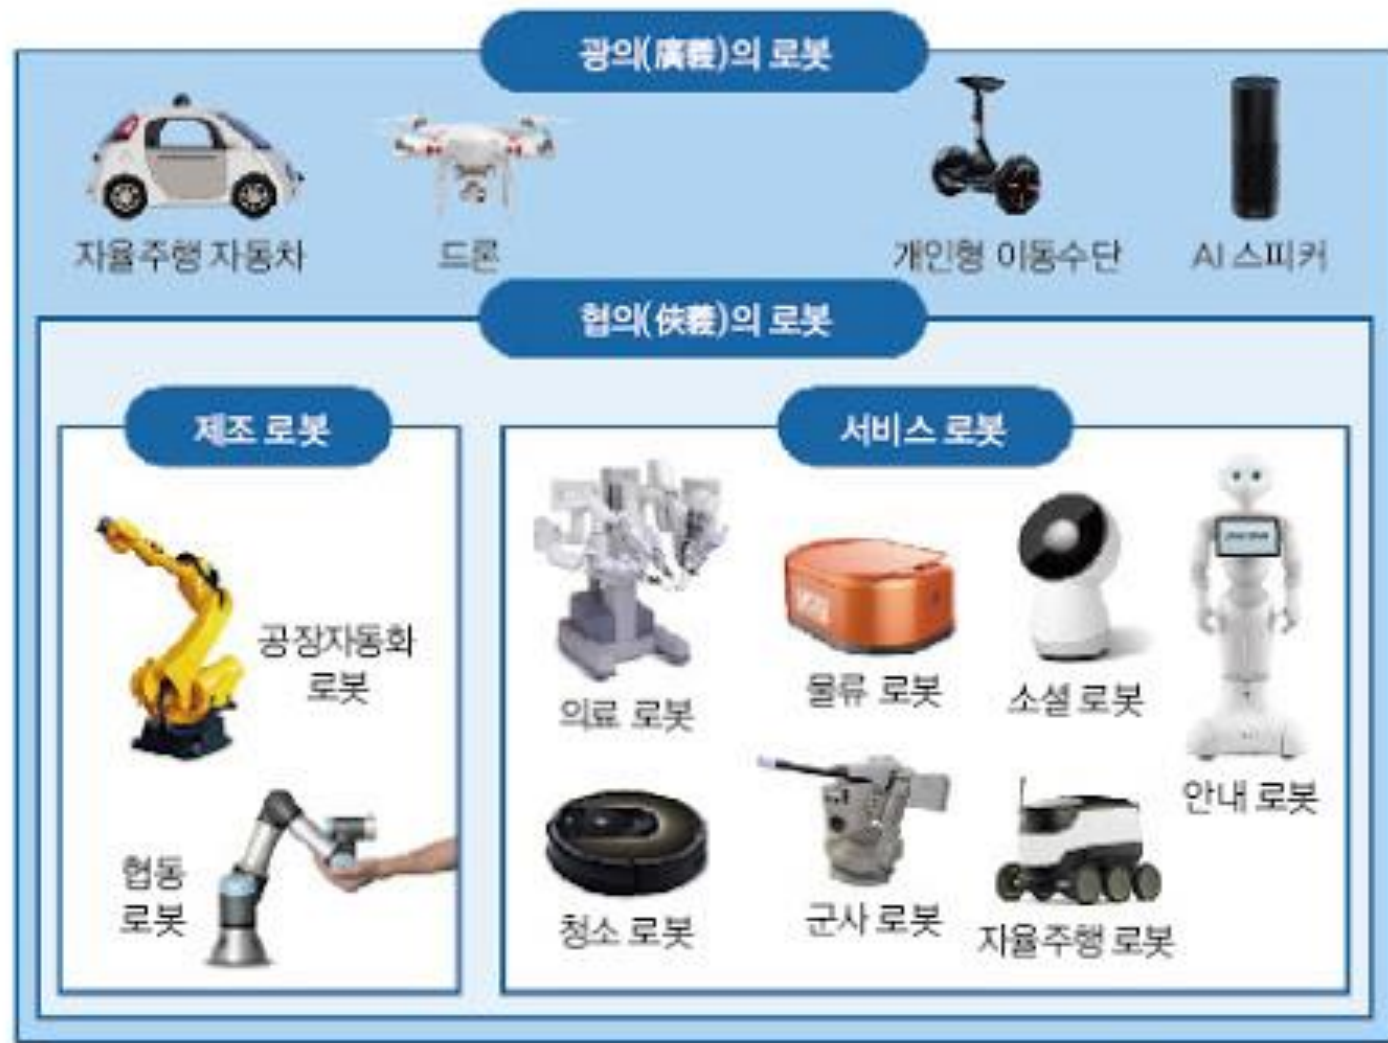 광의(廣義)의 로봇
자율주행 자동차
드론
개인형 이동수단
AI 스피커
협의(俠義)의 로봇
제조 로봇
공장자동화
로봇
협동
로봇
서비스 로봇
의료 로봇
물류 로봇
소셜 로봇
안내 로봇
청소 로봇
군사 로봇
자율주행 로봇